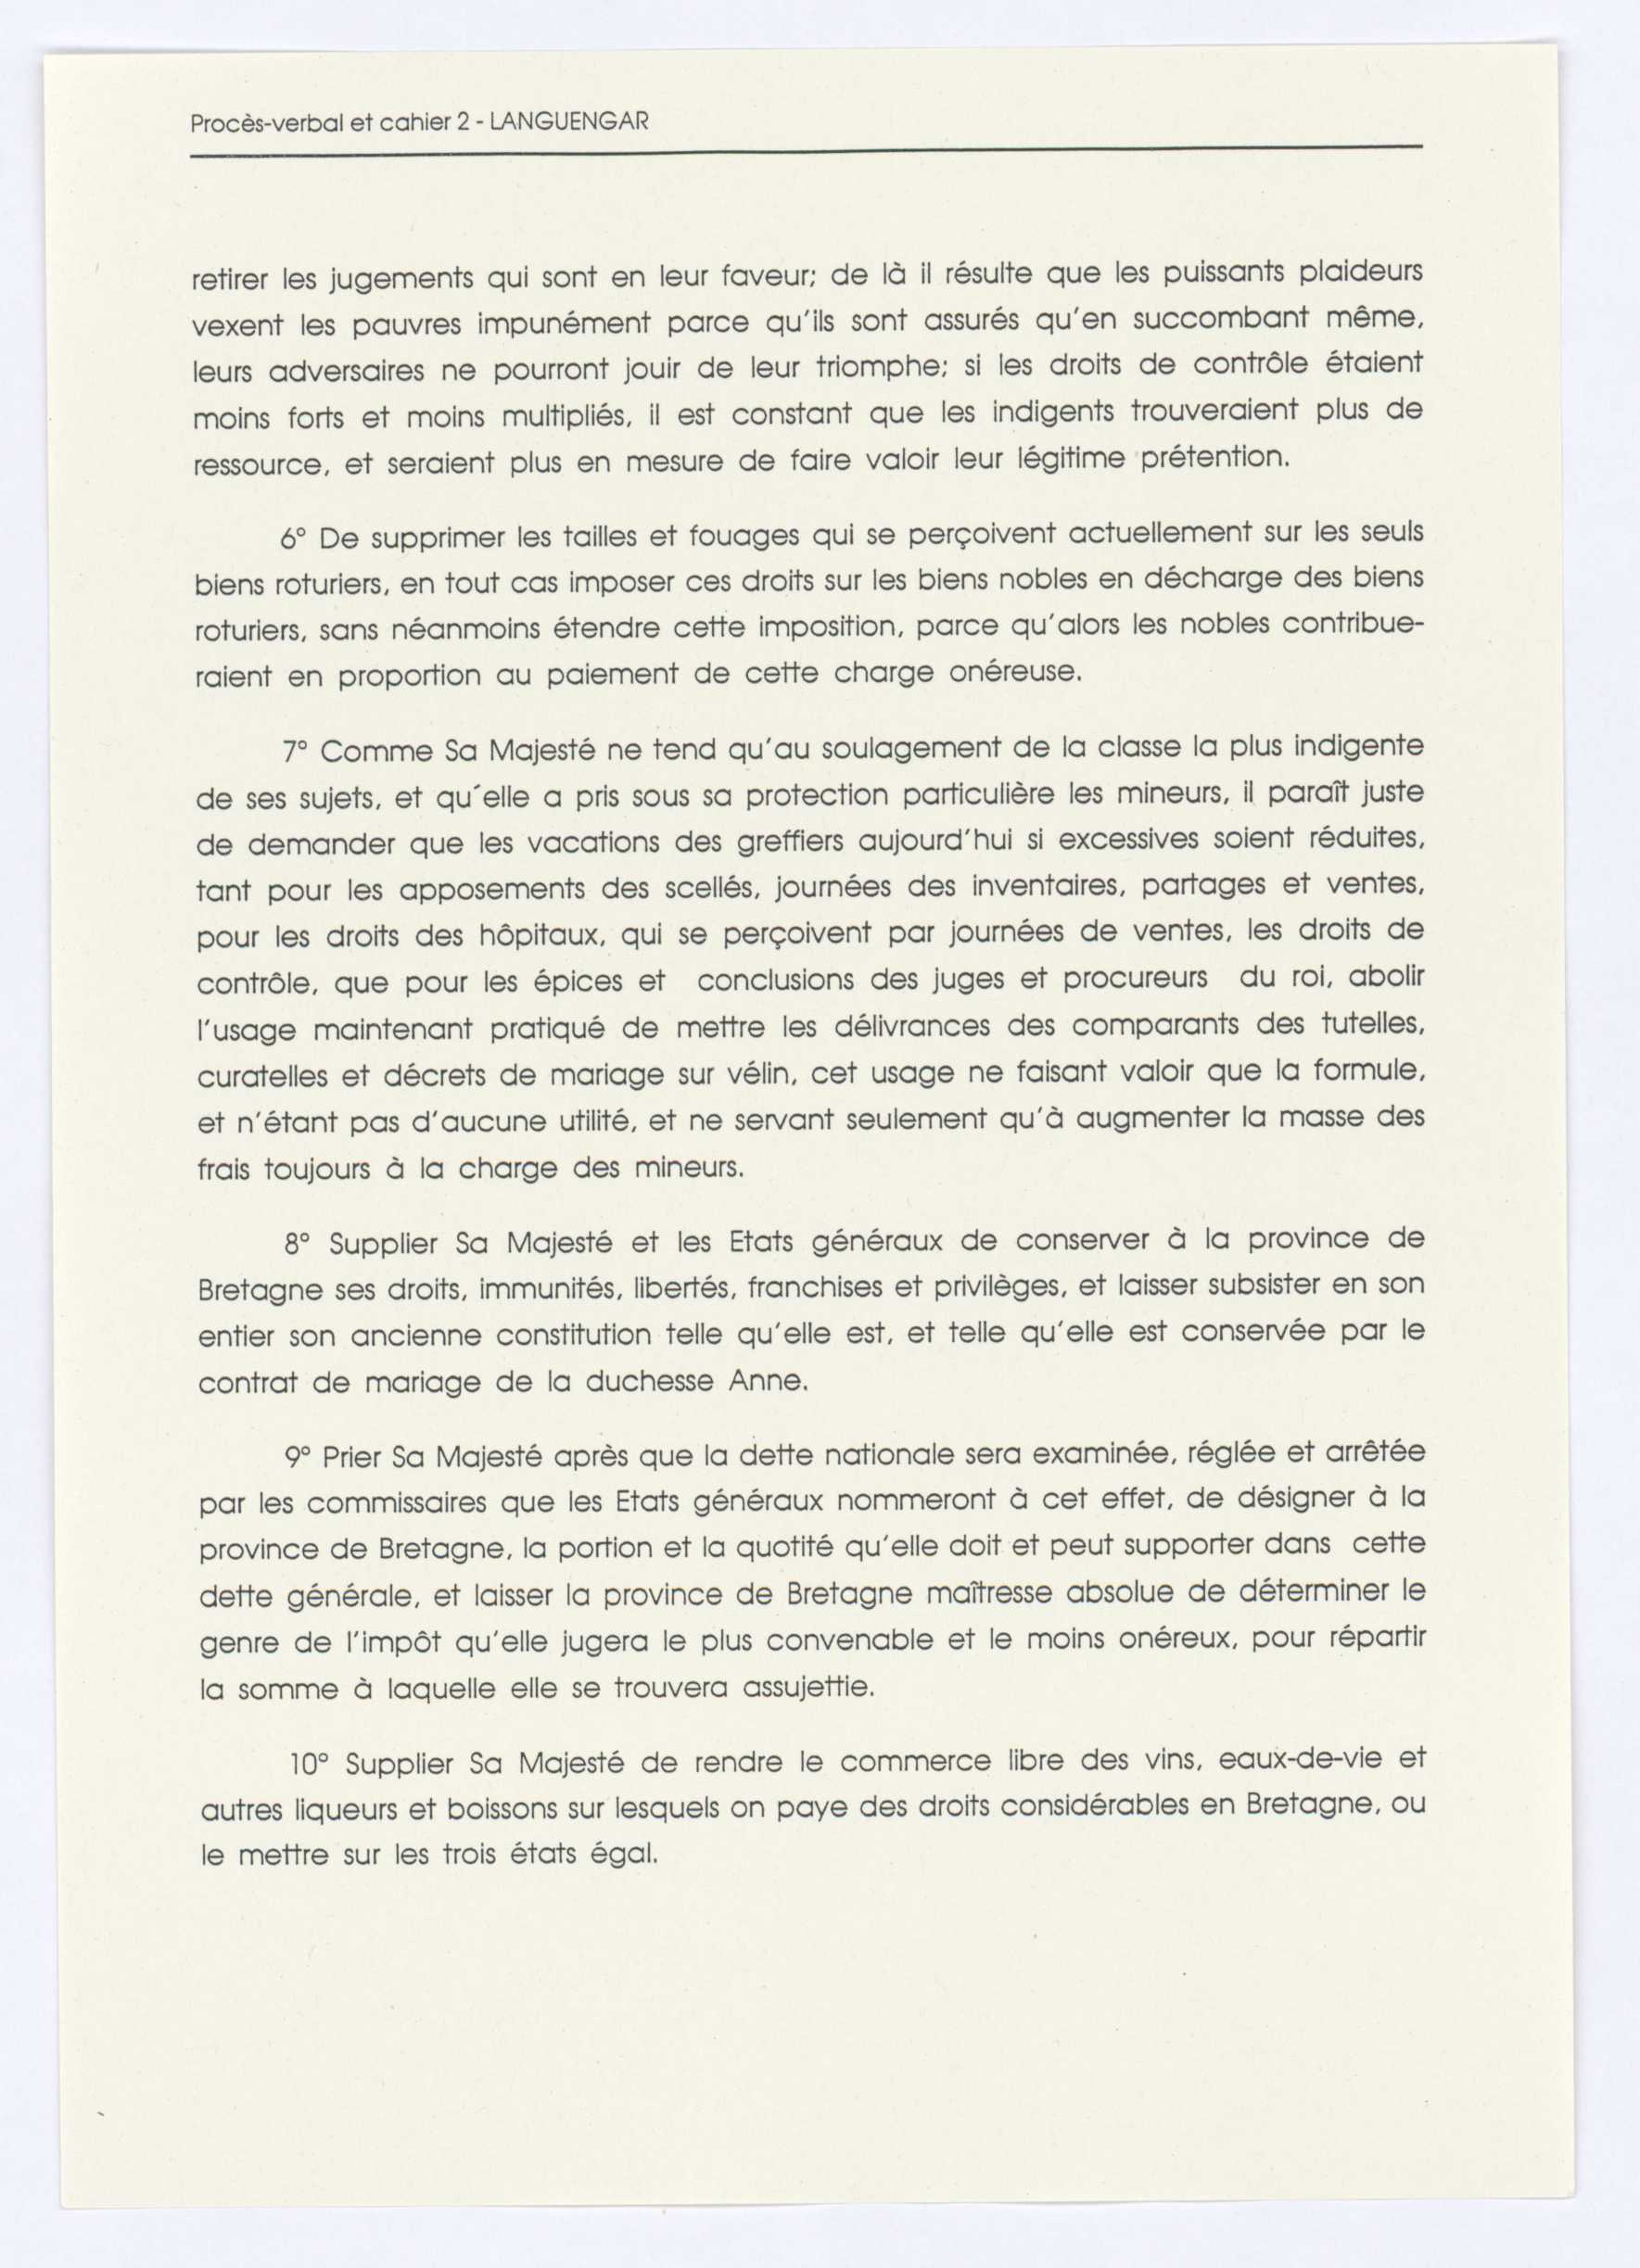 Procès-verbal et cahier 2 - LANGUENGAR
retirer les jugements qui sont en leur faveur; de là il résulte que les puissants plaideurs
vexent les pauvres impunément parce qu'ils sont assurés qu'en succombant même,
leurs adversaires ne pourront jouir de leur triomphe; si les droits de contrôle étaient
moins forts et moins multipliés, il est constant que les indigents trouveraient plus de
ressource, et seraient plus en mesure de faire valoir leur légitime prétention.
6° De supprimer les tailles et fouages qui se perçoivent actuellement sur les seuls
biens roturiers, en tout cas imposer ces droits sur les biens nobles en décharge des biens
roturiers, sans néanmoins étendre cette imposition, parce qu'alors les nobles contribue-
raient en proportion au paiement de cette charge onéreuse.
7° Comme Sa Majesté ne tend qu'au soulagement de la classe la plus indigente
de ses sujets, et qu'elle a pris sous sa protection particulière les mineurs, il paraît juste
de demander que les vacations des greffiers aujourd'hui si excessives soient réduites,
tant pour les apposements des scellés, journées des inventaires, partages et ventes,
pour les droits des hôpitaux, qui se perçoivent par journées de ventes, les droits de
contrôle, que pour les épices et conclusions des juges et procureurs du roi, abolir
l'usage maintenant pratiqué de mettre les délivrances des comparants des tutelles,
curatelles et décrets de mariage sur vélin, cet usage ne faisant valoir que la formule,
et n'étant pas d'aucune utilité, et ne servant seulement qu'à augmenter la masse des
frais toujours à la charge des mineurs.
8° Supplier Sa Majesté et les Etats généraux de conserver à la province de
Bretagne ses droits, immunités, libertés, franchises et privilèges, et laisser subsister en son
entier son ancienne constitution telle qu'elle est, et telle qu'elle est conservée par le
contrat de mariage de la duchesse Anne.
9° Prier Sa Majesté après que la dette nationale sera examinée, réglée et arrêtée
par les commissaires que les Etats généraux nommeront à cet effet, de désigner à la
province de Bretagne, la portion et la quotité qu'elle doit et peut supporter dans cette
dette générale, et laisser la province de Bretagne maîtresse absolue de déterminer le
genre de l'impôt qu'elle jugera le plus convenable et le moins onéreux, pour répartir
la somme à laquelle elle se trouvera assujettie.
10° Supplier Sa Majesté de rendre le commerce libre des vins, eaux-de-vie et
autres liqueurs et boissons sur lesquels on paye des droits considérables en Bretagne, ou
le mettre sur les trois états égal.